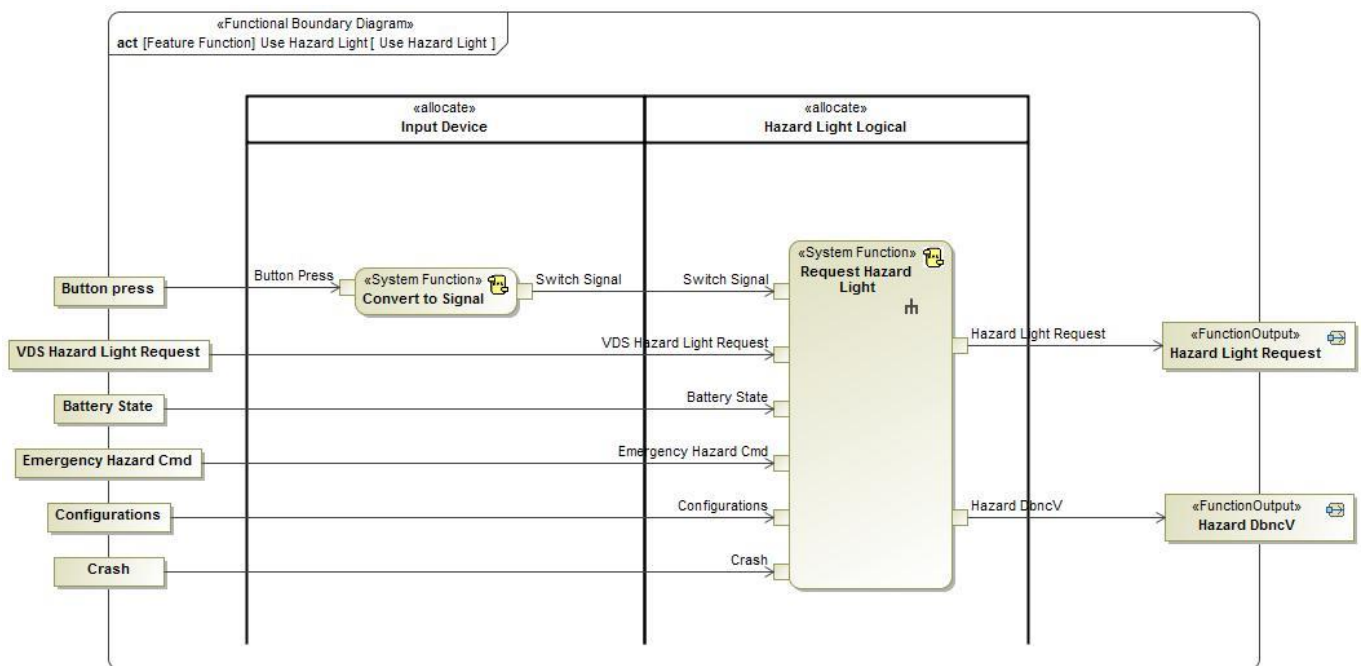 «Functional Boundary Diagram»
act [Feature Function] Use Hazard Light [ Use Hazard Light ]
«allocate»
Input Device
«allocate»
Hazard Light Logical
Button press
Button Press
«System Function»
Convert to Signal
Switch Signal
Switch Signal
«System Function»
Request Hazard
Light
VDS Hazard Light Request
VDS Hazard Light Request
Hazard Light Request
«FunctionOutput»
Hazard Light Request
Battery State
Battery State
Emergency Hazard Cmd
Emergency Hazard Cmd
Configurations
Configurations
Hazard DbncV
«FunctionOutput»
Hazard DbncV
Crash
Crash